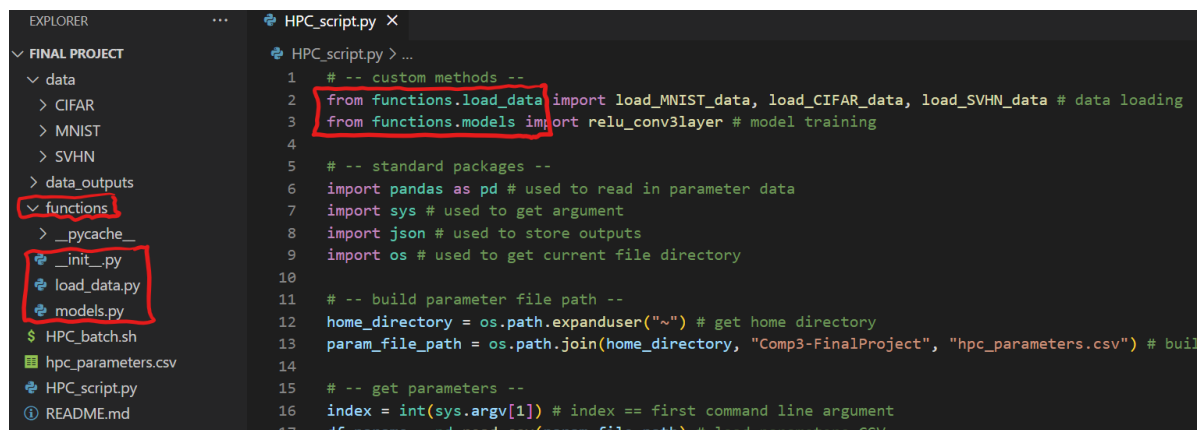 EXPLORER ...
FINAL PROJECT
data
CIFAR
MNIST
SVHN
data_outputs
functions
__pycache__
__init__.py
load_data.py
models.py
$ HPC_batch.sh
hpc_parameters.csv
HPC_script.py
README.md
HPC_script.py ×
HPC_script.py > ...
1 # -- custom methods --
2 from functions.load_data import load_MNIST_data, load_CIFAR_data, load_SVHN_data # data loading
3 from functions.models import relu_conv3layer # model training
4
5 # -- standard packages --
6 import pandas as pd # used to read in parameter data
7 import sys # used to get argument
8 import json # used to store outputs
9 import os # used to get current file directory
10
11 # -- build parameter file path --
12 home_directory = os.path.expanduser("~") # get home directory
13 param_file_path = os.path.join(home_directory, "Comp3-FinalProject", "hpc_parameters.csv") # buil
14
15 # -- get parameters --
16 index = int(sys.argv[1]) # index == first command line argument